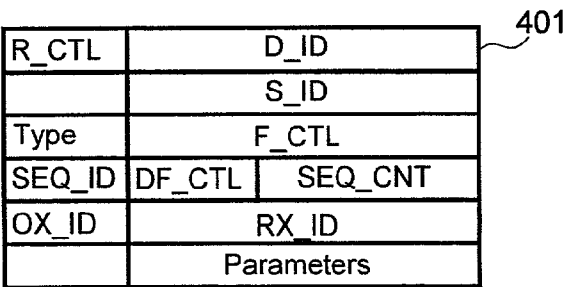 401
R_CTL D_ID
S_ID
Type F_CTL
SEQ_ID DF_CTL SEQ_CNT
OX_ID RX_ID
Parameters